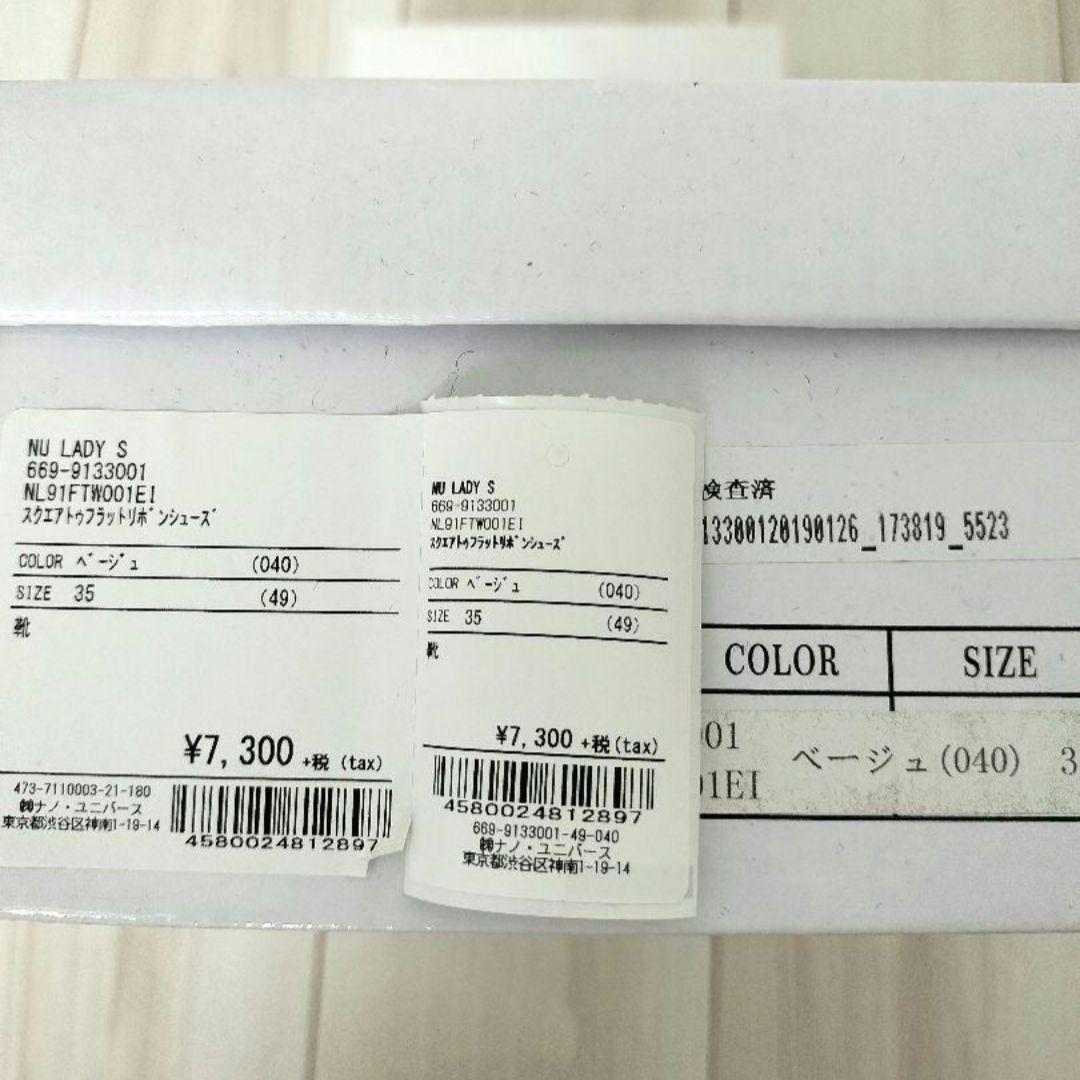 NU LADY S
669-9133001
NL91FTW001EI
スクエアトゥフラットリボンシューズ
COLOR ベージュ (040)
SIZE 35 (49)
靴
¥7,300 +税 (tax)
473-7110003-21-180
㈱ナノ・ユニバース
東京都渋谷区神南1-19-14
4580024812897
NU LADY S
669-9133001
NL91FTW001EI
スクエアトゥフラットリボンシューズ
COLOR ベージュ (040)
SIZE 35 (49)
靴
¥7,300 +税(tax)
4580024812897
669-9133001-49-040
㈱ナノ・ユニバース
東京都渋谷区神南1-19-14
検査済
13300120190126_173819_5523
COLOR SIZE
001 ベージュ(040) 3
01EI